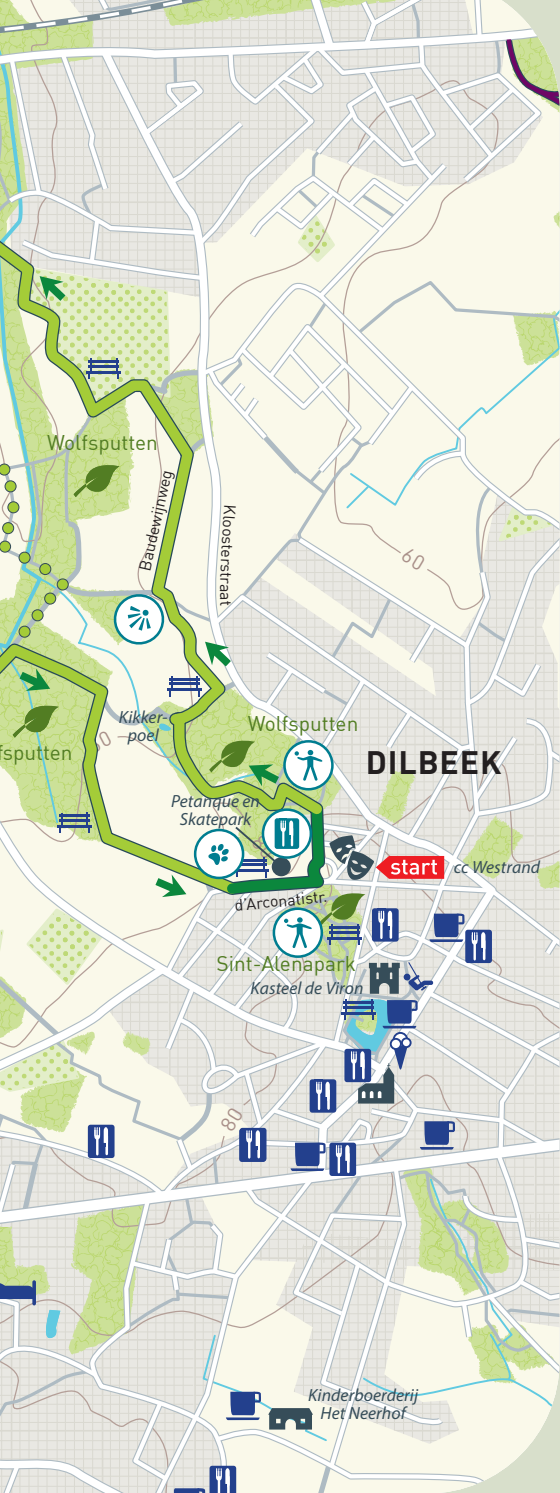 Wolfsputten
Baudewijnweg
Kloosterstraat
60
Kikker-
poel
Wolfsputten
DILBEEK
fsputten
0
Petanque en
Skatepark
start
cc Westrand
d'Arconatistr.
Sint-Alenapark
Kasteel de Viron
80
Kinderboerderij
Het Neerhof